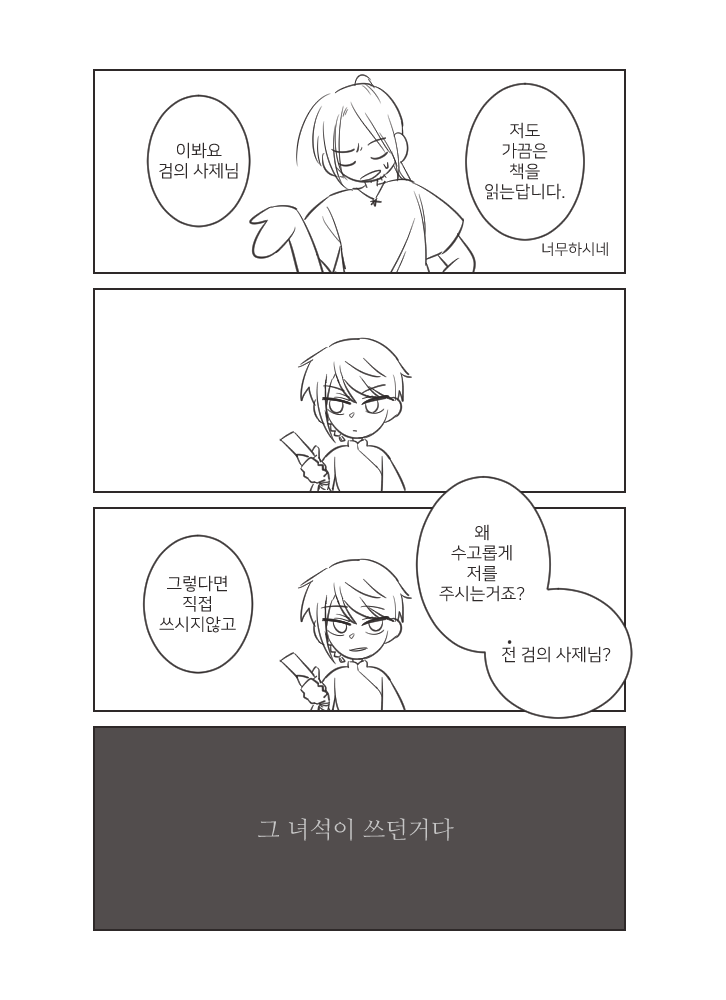 이봐요
검의 사제님
저도
가끔은
책을
읽는답니다.
너무하시네
그렇다면
직접
쓰시지않고
왜
수고롭게
저를
주시는거죠?
전 검의 사제님?
그 녀석이 쓰던거다